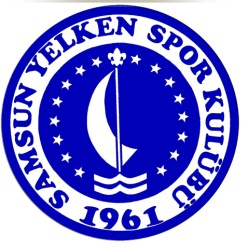 SAMSUN YELKEN SPOR KULÜBÜ
1961